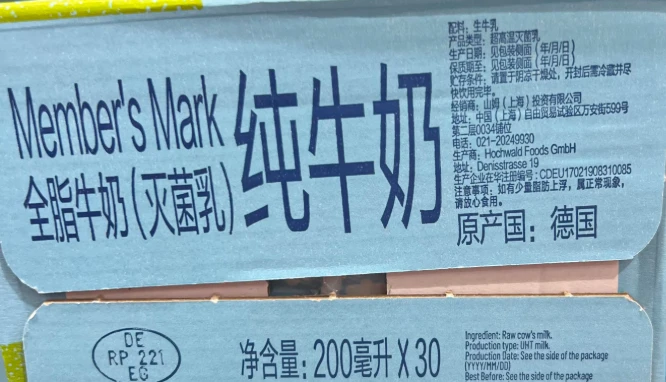 Member's Mark
全脂牛奶(灭菌乳)
纯牛奶
配料：生牛乳
产品类型：超高温灭菌乳
生产日期：见包装侧面（年/月/日）
保质期至：见包装侧面（年/月/日）
贮存条件：请置于阴凉干燥处，开封后需冷藏并尽
快饮用完毕。
经销商：山姆（上海）投资有限公司
地址：中国（上海）自由贸易试验区万安街599号
第二层0034铺位
电话：021-20249930
生产商：Hochwald Foods GmbH
地址：Denisstrasse 19
生产企业在华注册编号：CDEU17021908310085
注意事项：如有少量脂肪上浮，属正常现象，
请放心食用。
原产国：德国
DE
RP 221
EG
净含量：200毫升X30
Ingredient: Raw cow's milk.
Production type: UHT milk.
Production Date: See the side of the package
(YYYY/MM/DD)
Best Before: See the side of the package